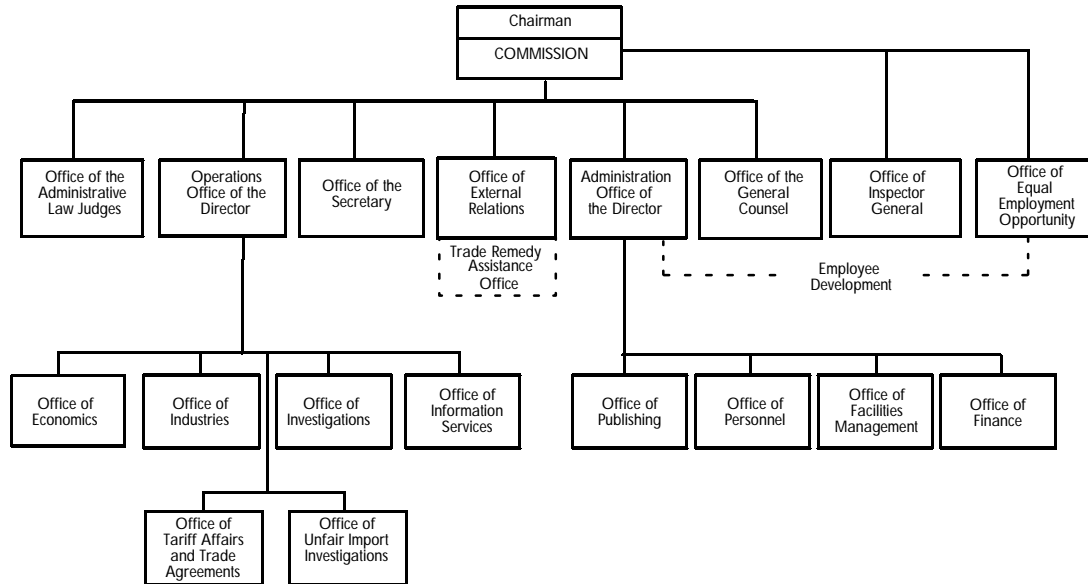 Chairman
COMMISSION
Office of the
Administrative
Law Judges
Operations
Office of the
Director
Office of the
Secretary
Office of
External
Relations
Administration
Office of
the Director
Office of the
General
Counsel
Office of
Inspector
General
Office of
Equal
Employment
Opportunity
Trade Remedy
Assistance
Office
Employee
Development
Office of
Economics
Office of
Industries
Office of
Investigations
Office of
Information
Services
Office of
Publishing
Office of
Personnel
Office of
Facilities
Management
Office of
Finance
Office of
Tariff Affairs
and Trade
Agreements
Office of
Unfair Import
Investigations